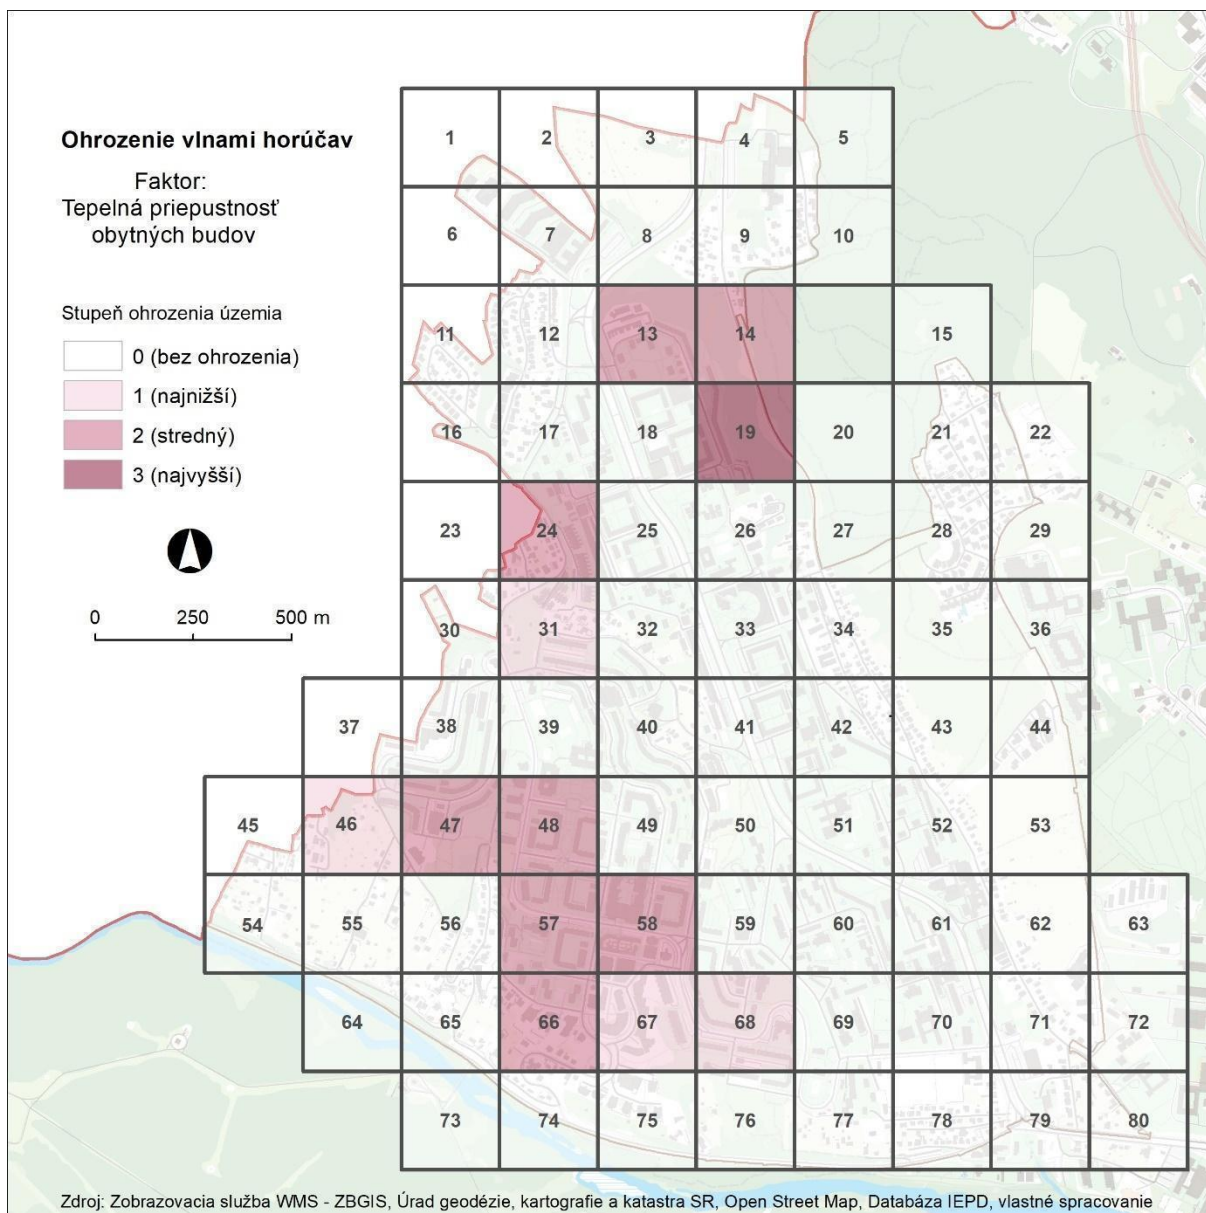 Ohrozenie vlnami horúčav
Faktor:
Tepelná priepustnosť
obytných budov
Stupeň ohrozenia územia
0 (bez ohrozenia)
1 (najnižší)
2 (stredný)
3 (najvyšší)
0 250 500 m
1 2 3 4 5
6 7 8 9 10
11 12 13 14 15
16 17 18 19 20 21 22
23 24 25 26 27 28 29
30 31 32 33 34 35 36
37 38 39 40 41 42 43 44
45 46 47 48 49 50 51 52 53
54 55 56 57 58 59 60 61 62 63
64 65 66 67 68 69 70 71 72
73 74 75 76 77 78 79 80
Zdroj: Zobrazovacia služba WMS - ZBGIS, Úrad geodézie, kartografie a katastra SR, Open Street Map, Databáza IEPD, vlastné spracovanie